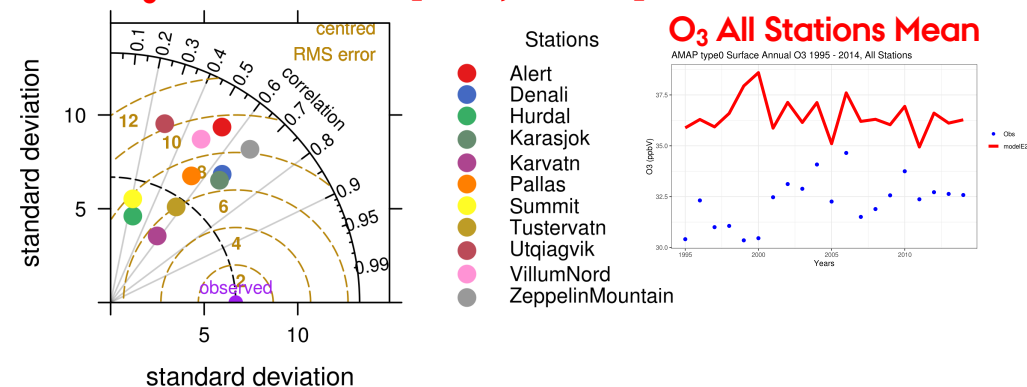 centred
RMS error
0.1
0.2
0.3
0.4
0.5
0.6
0.7
0.8
0.9
0.95
0.99
correlation
standard deviation
10
5
12
10
8
6
4
2
observed
5
10
standard deviation
Stations
Alert
Denali
Hurdal
Karasjok
Karvatn
Pallas
Summit
Tustervatn
Utqiagvik
VillumNord
ZeppelinMountain
O3 All Stations Mean
AMAP type0 Surface Annual O3 1995 - 2014, All Stations
O3 (ppbV)
37.5
35.0
32.5
30.0
1995
2000
2005
2010
Years
Obs
modelE2